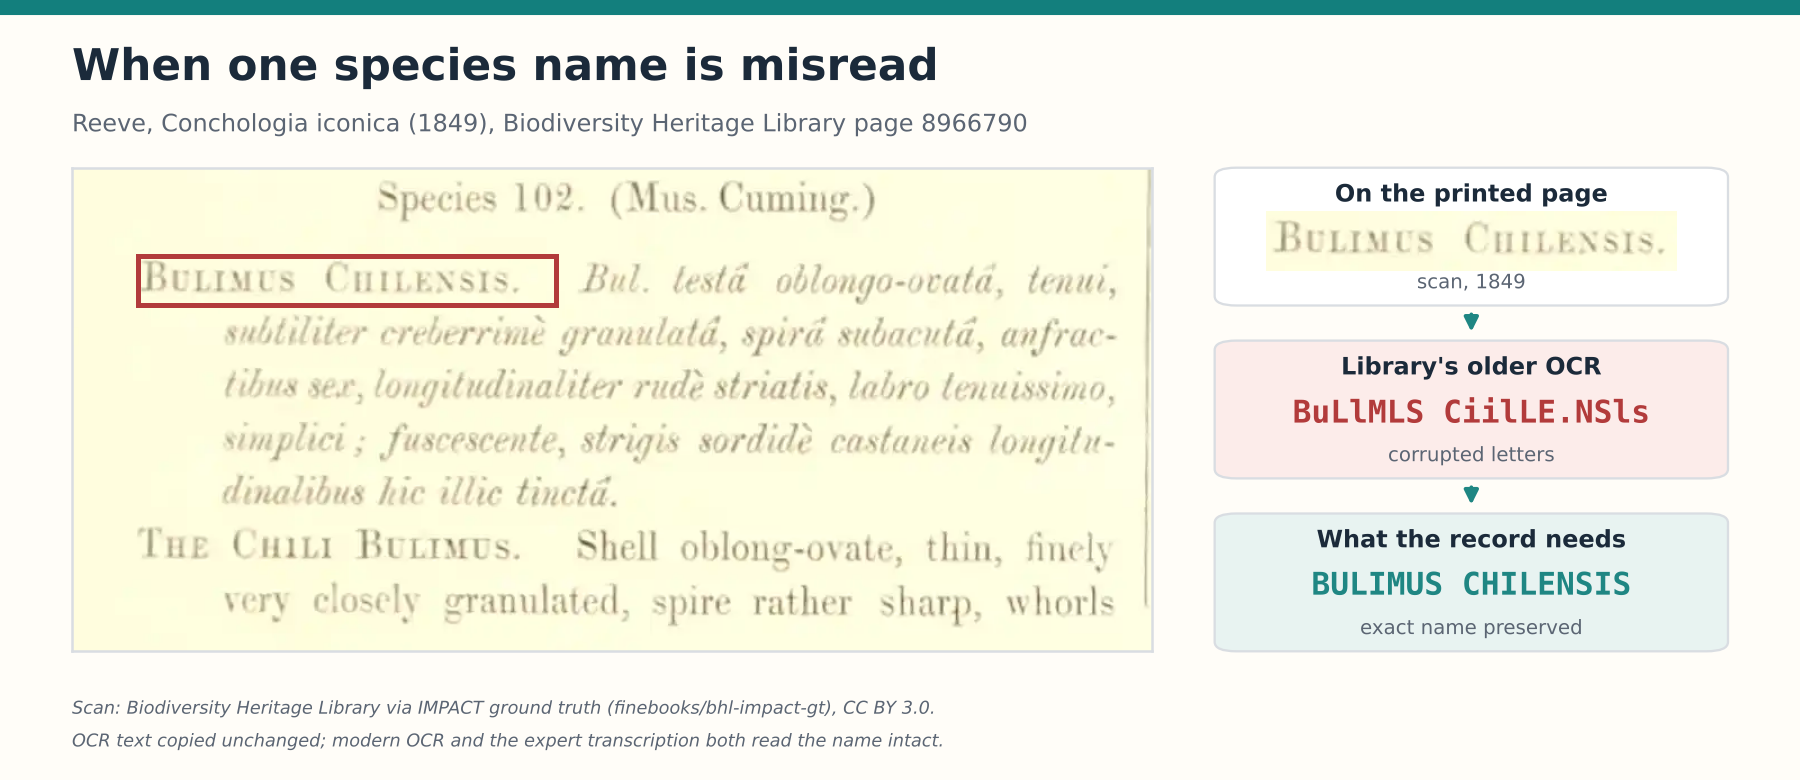 When one species name is misread
Reeve, Conchologia iconica (1849), Biodiversity Heritage Library page 8966790
Species 102. (Mus. Cuming.)
BULIMUS CHILENSIS. Bul. testâ oblongo-ovatâ, tenui,
subtiliter creberrimè granulatâ, spirâ subacutâ, anfrac-
tibus sex, longitudinaliter rudè striatis, labro tenuissimo,
simplici; fuscescente, strigis sordidè castaneis longitu-
dinalibus hic illic tinctâ.
THE CHILI BULIMUS. Shell oblong-ovate, thin, finely
very closely granulated, spire rather sharp, whorls
On the printed page
BULIMUS CHILENSIS.
scan, 1849
Library's older OCR
BuLlMLS CiilLLE.NSls
corrupted letters
What the record needs
BULIMUS CHILENSIS
exact name preserved
Scan: Biodiversity Heritage Library via IMPACT ground truth (finebooks/bhl-impact-gt), CC BY 3.0.
OCR text copied unchanged; modern OCR and the expert transcription both read the name intact.